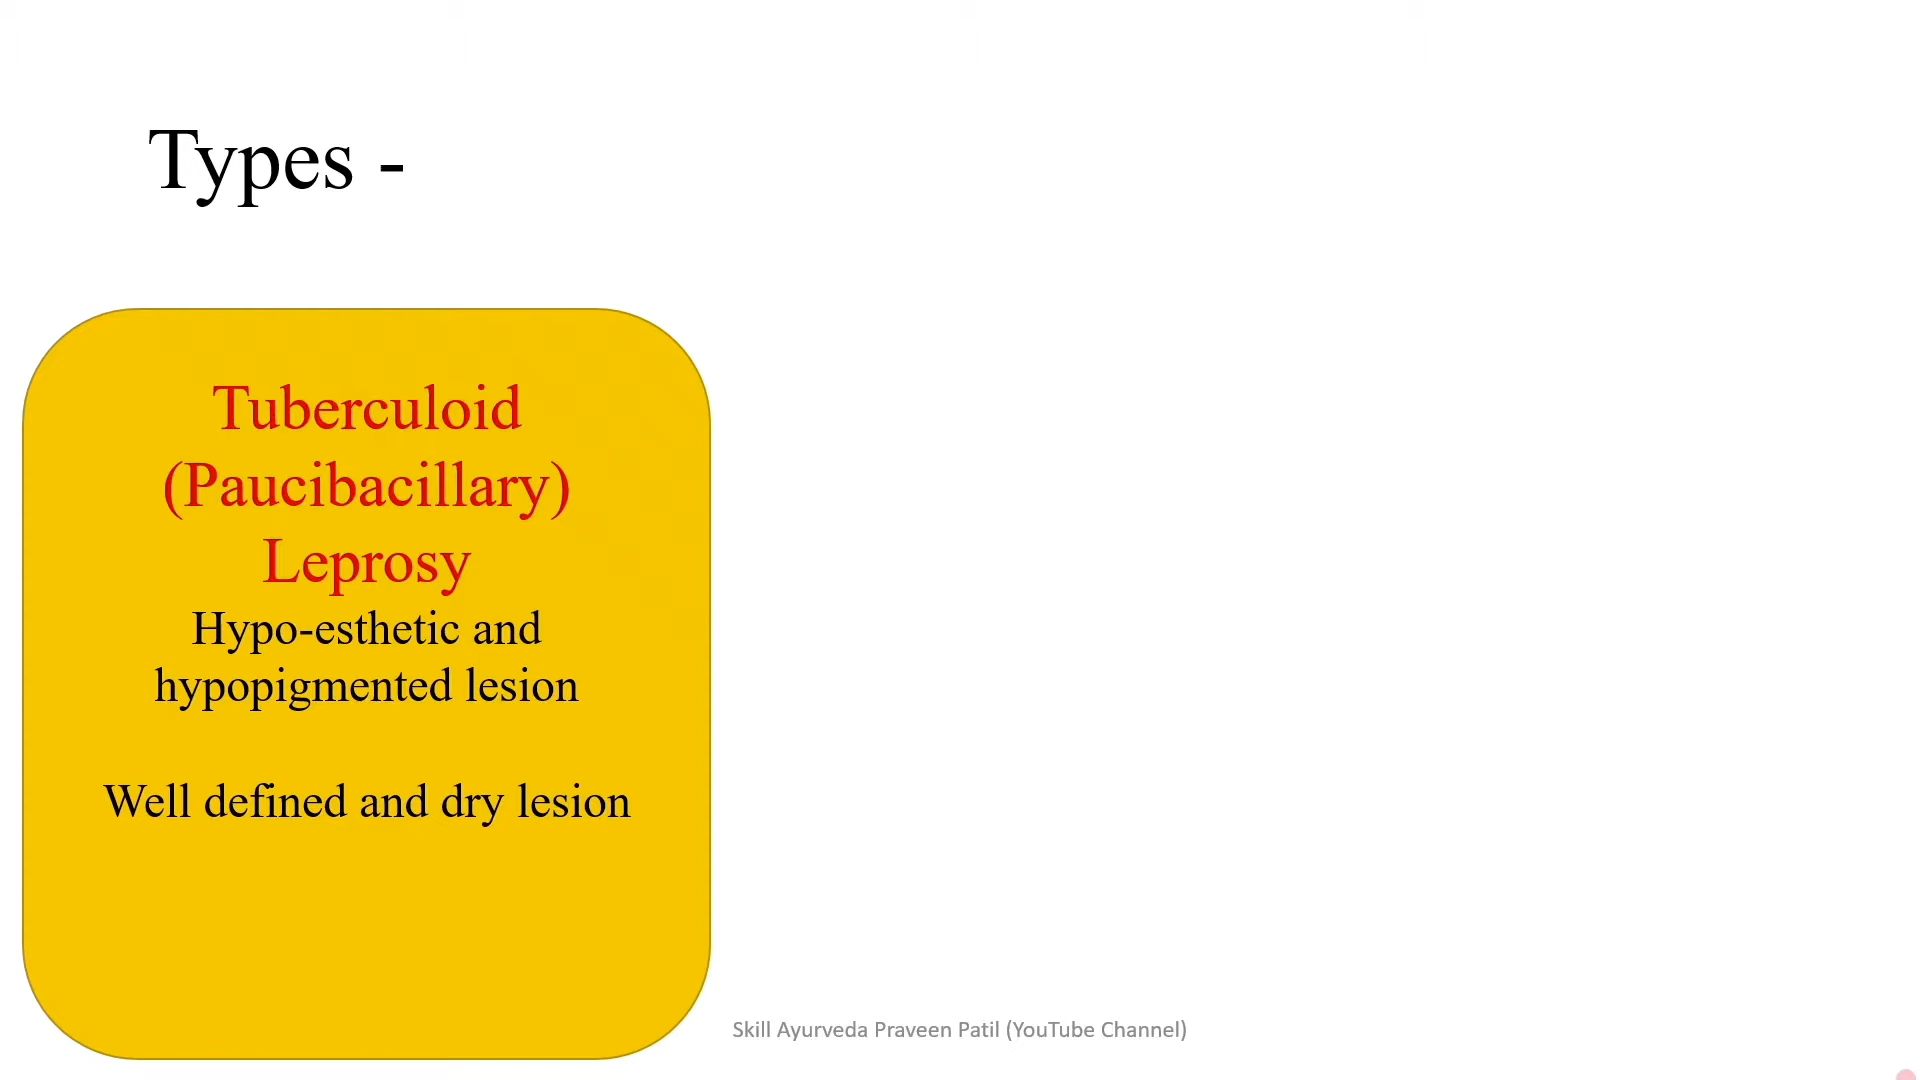 Types -
Tuberculoid
(Paucibacillary)
Leprosy
Hypo-esthetic and
hypopigmented lesion
Well defined and dry lesion
Skill Ayurveda Praveen Patil (YouTube Channel)